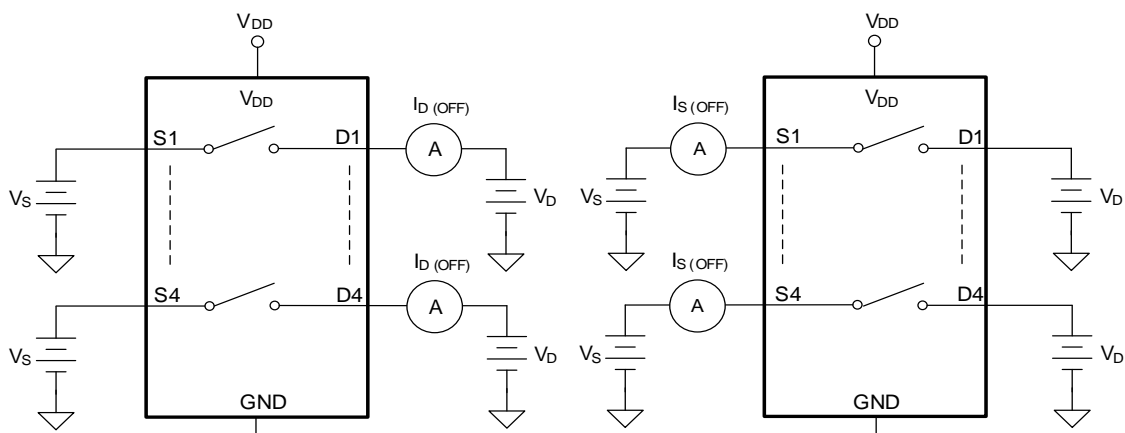 VDD
VDD
ID (OFF)
S1
D1
A
VS
VD
ID (OFF)
S4
D4
A
VS
VD
GND
VDD
VDD
IS (OFF)
A
S1
D1
VS
VD
IS (OFF)
A
S4
D4
VS
VD
GND